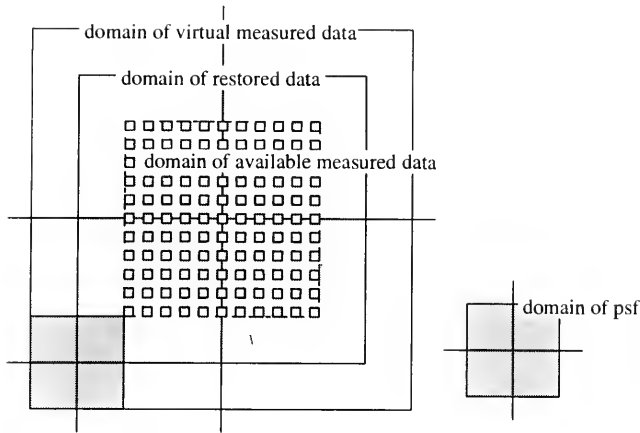 domain of virtual measured data
domain of restored data
domain of available measured data
domain of psf